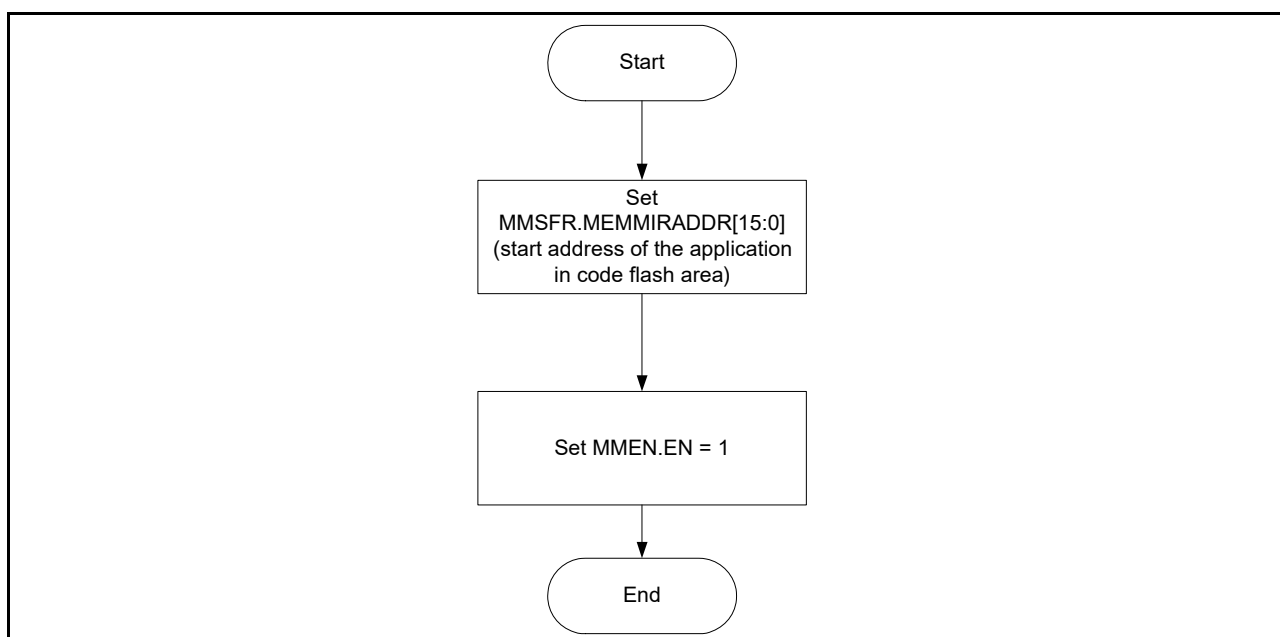 Start
Set
MMSFR.MEMMIRADDR[15:0]
(start address of the application
in code flash area)
Set MMEN.EN = 1
End